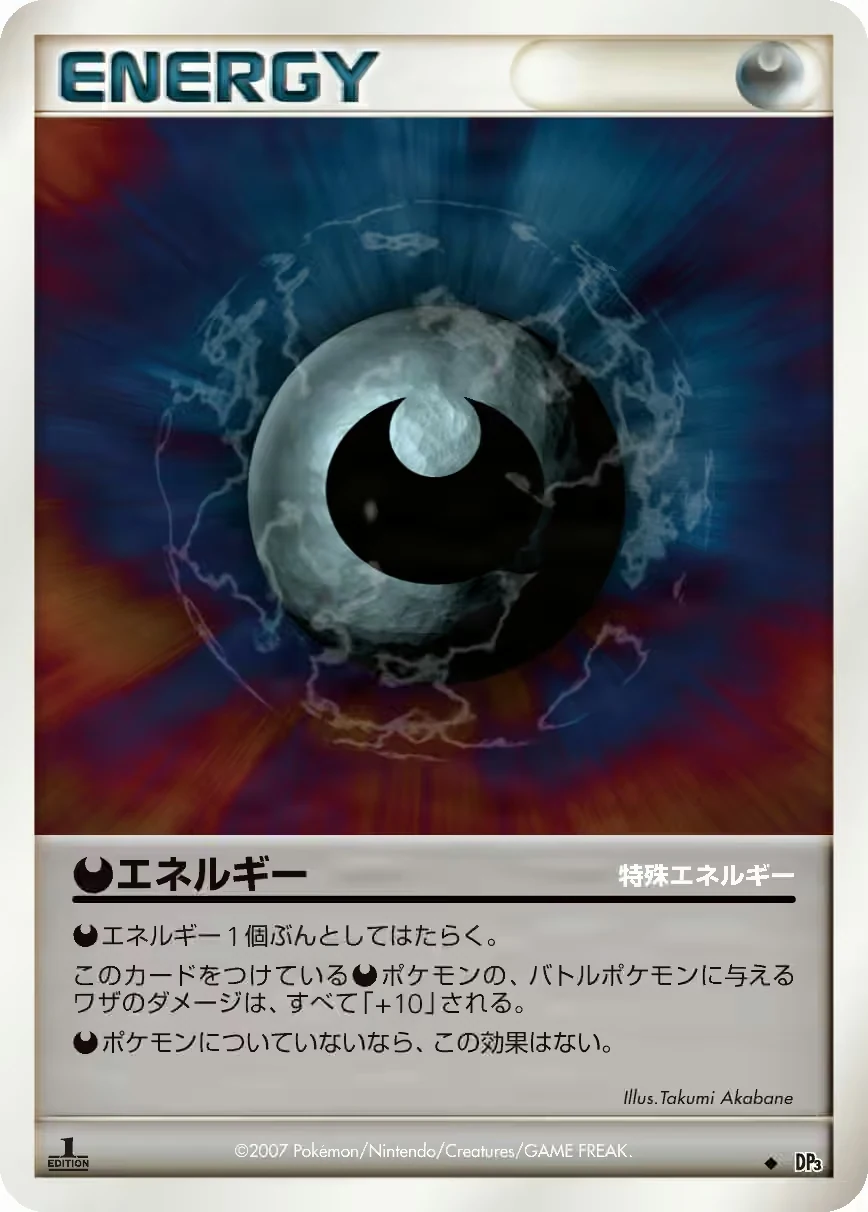 ENERGY
エネルギー 特殊エネルギー
エネルギー1個ぶんとしてはたらく。
このカードをつけているポケモンの、バトルポケモンに与える
ワザのダメージは、すべて「+10」される。
ポケモンについていないなら、この効果はない。
Illus.Takumi Akabane
1 EDITION ©2007 Pokémon/Nintendo/Creatures/GAME FREAK. ◆ DP3